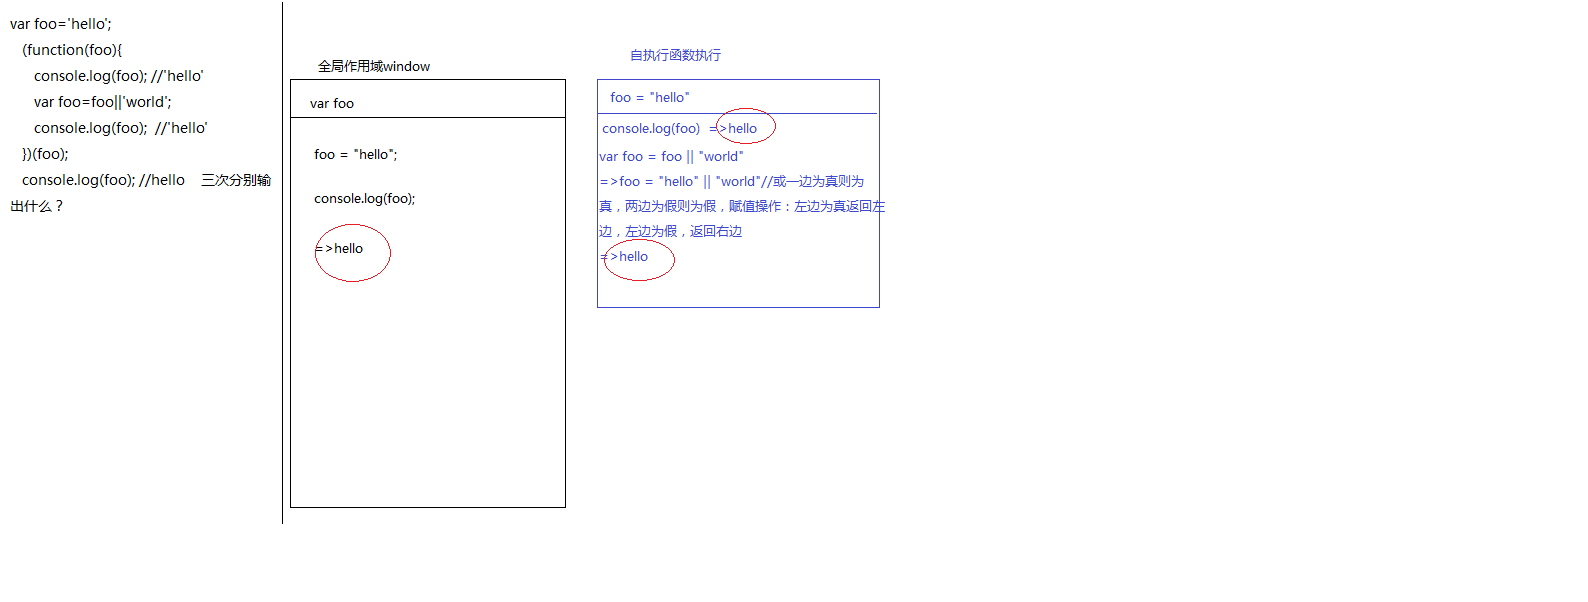 var foo='hello';
(function(foo){
console.log(foo); //'hello'
var foo=foo||'world';
console.log(foo);  //'hello'
})(foo);
console.log(foo); //hello    三次分别输
出什么？
全局作用域window
var foo
foo = "hello";
console.log(foo);
=>hello
自执行函数执行
foo = "hello"
console.log(foo)  =>hello
var foo = foo || "world"
=>foo = "hello" || "world"//或一边为真则为
真，两边为假则为假，赋值操作：左边为真返回左
边，左边为假，返回右边
=>hello